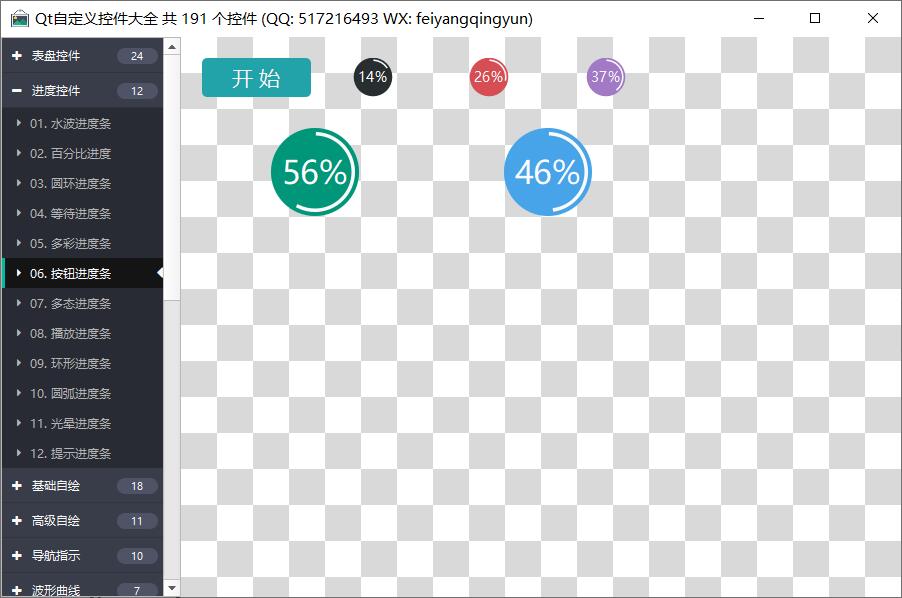 Qt自定义控件大全 共 191 个控件 (QQ: 517216493 WX: feiyangqingyun)
表盘控件 24
进度控件 12
01. 水波进度条
02. 百分比进度
03. 圆环进度条
04. 等待进度条
05. 多彩进度条
06. 按钮进度条
07. 多态进度条
08. 播放进度条
09. 环形进度条
10. 圆弧进度条
11. 光晕进度条
12. 提示进度条
基础自绘 18
高级自绘 11
导航指示 10
波形曲线 7
开始 14% 26% 37%
56% 46%